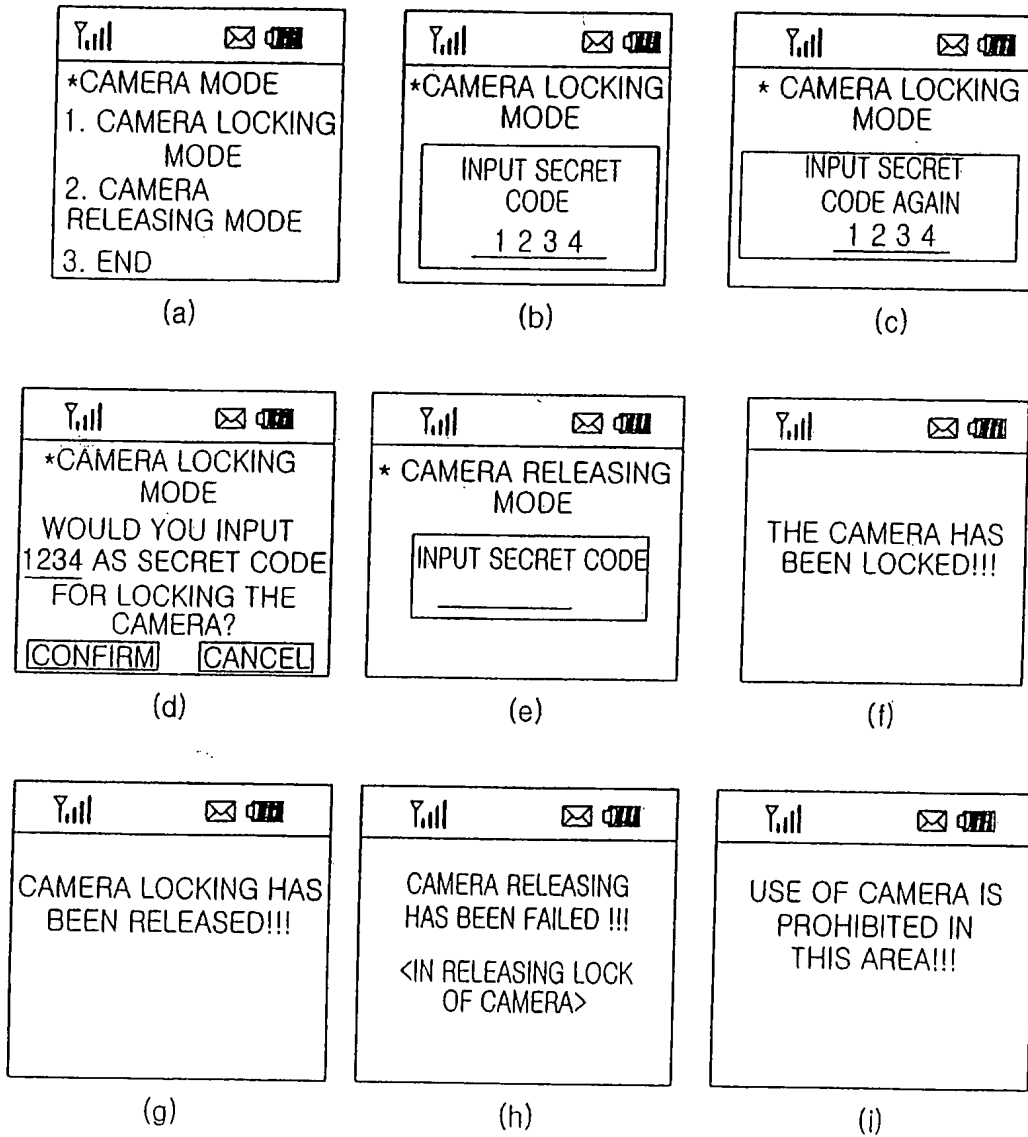 *CAMERA MODE
1. CAMERA LOCKING
MODE
2. CAMERA
RELEASING MODE
3. END
(a)
*CAMERA LOCKING
MODE
INPUT SECRET
CODE
1 2 3 4
(b)
* CAMERA LOCKING
MODE
INPUT SECRET
CODE AGAIN
1 2 3 4
(c)
*CAMERA LOCKING
MODE
WOULD YOU INPUT
1234 AS SECRET CODE
FOR LOCKING THE
CAMERA?
CONFIRM CANCEL
(d)
* CAMERA RELEASING
MODE
INPUT SECRET CODE
(e)
THE CAMERA HAS
BEEN LOCKED!!!
(f)
CAMERA LOCKING HAS
BEEN RELEASED!!!
(g)
CAMERA RELEASING
HAS BEEN FAILED !!!
<IN RELEASING LOCK
OF CAMERA>
(h)
USE OF CAMERA IS
PROHIBITED IN
THIS AREA!!!
(i)